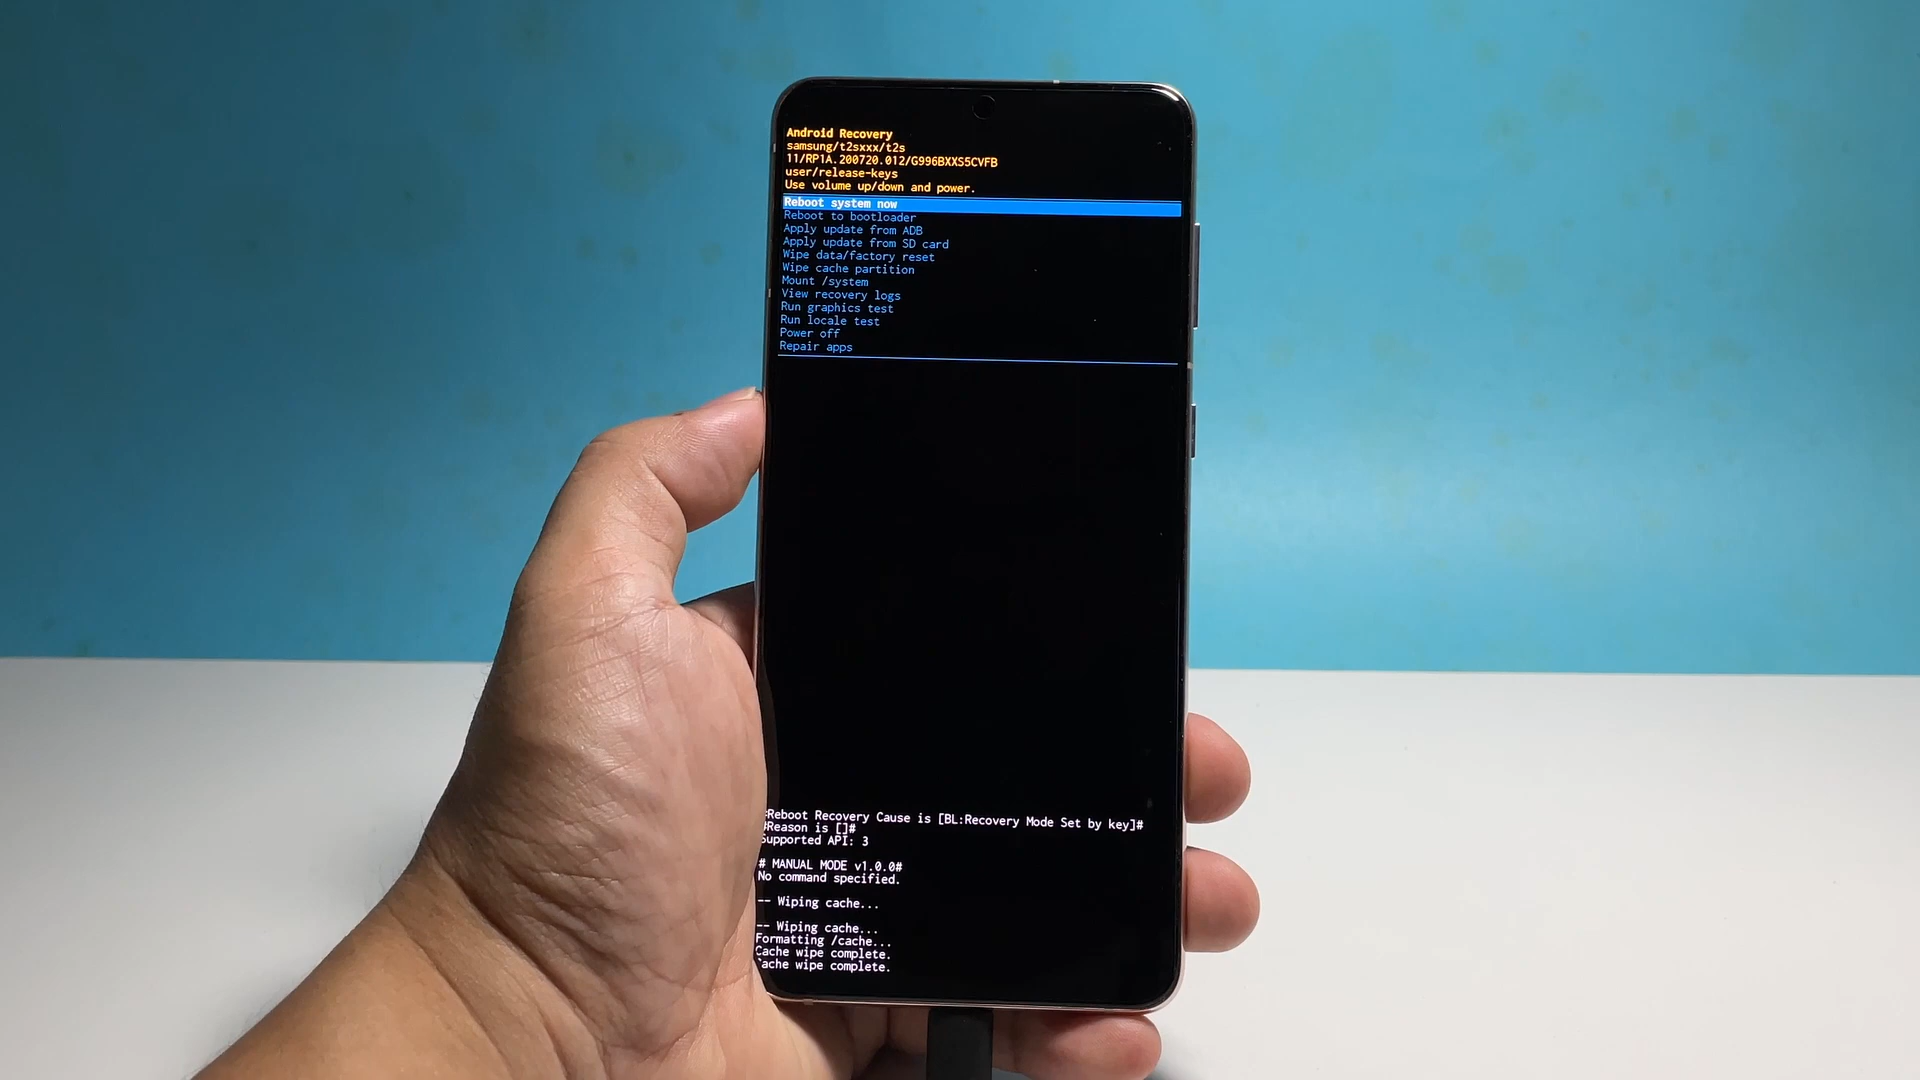 Android Recovery
samsung/t2sxxx/t2s
11/RP1A.200720.012/G996BXXS5CVFB
user/release-keys
Use volume up/down and power.
Reboot system now
Reboot to bootloader
Apply update from ADB
Apply update from SD card
Wipe data/factory reset
Wipe cache partition
Mount /system
View recovery logs
Run graphics test
Run locale test
Power off
Repair apps
#Reboot Recovery Cause is [BL:Recovery Mode Set by key]#
#Reason is []#
Supported API: 3
# MANUAL MODE v1.0.0#
No command specified.
-- Wiping cache...
-- Wiping cache...
Formatting /cache...
Cache wipe complete.
Cache wipe complete.